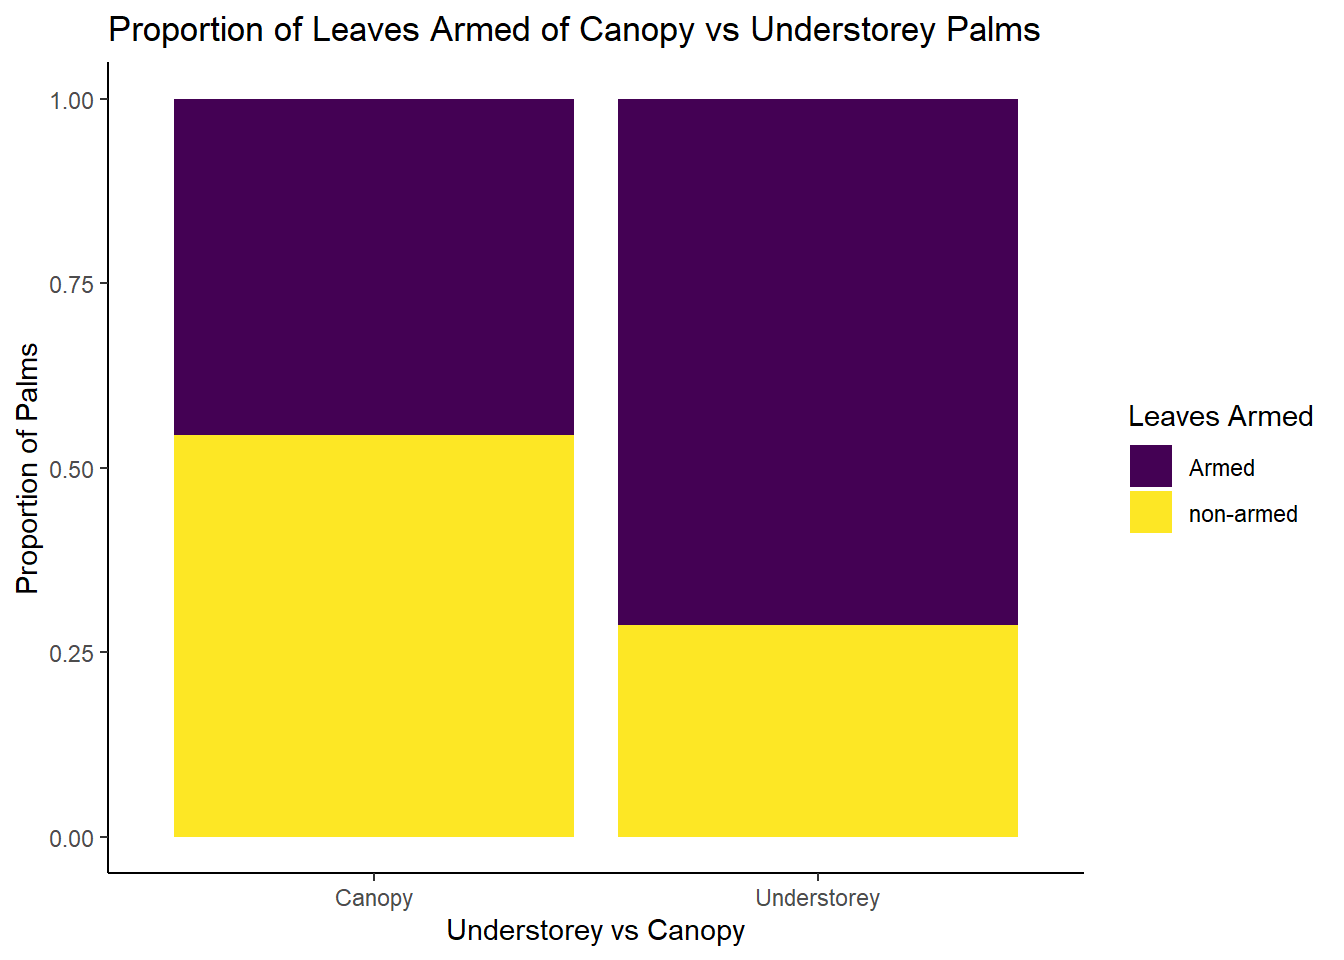 Proportion of Leaves Armed of Canopy vs Understorey Palms
1.00
0.75
0.50
0.25
0.00
Proportion of Palms
Canopy
Understorey
Understorey vs Canopy
Leaves Armed
Armed
non-armed